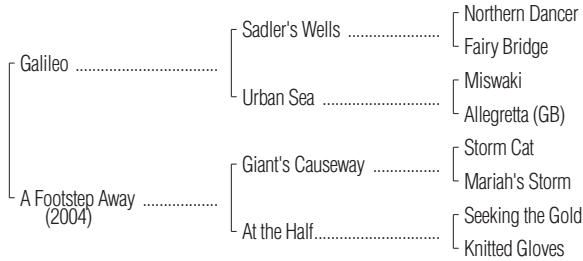 Northern Dancer
Sadler's Wells ......................
Fairy Bridge
Galileo ..................................
Miswaki
Urban Sea ............................
Allegretta (GB)
Storm Cat
Giant's Causeway ................
Mariah's Storm
A Footstep Away ..................
(2004)
Seeking the Gold
At the Half..............................
Knitted Gloves